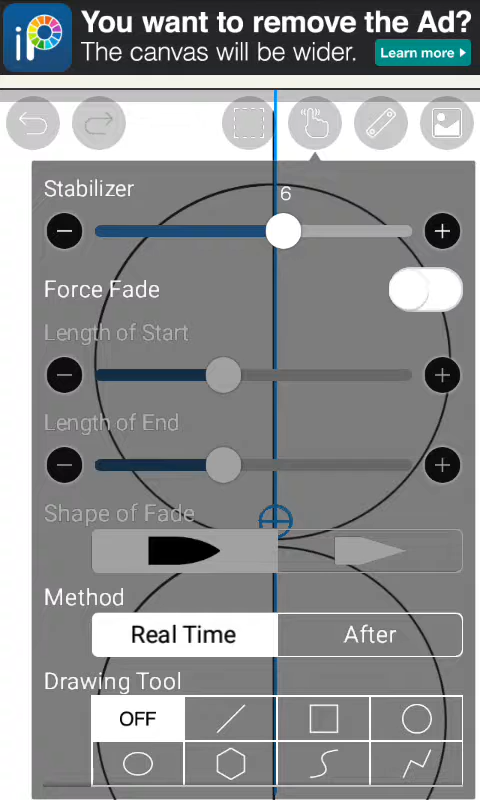 iP
You want to remove the Ad?
The canvas will be wider.
Learn more
Stabilizer
6
Force Fade
Length of Start
Length of End
Shape of Fade
Method
Real Time
After
Drawing Tool
OFF